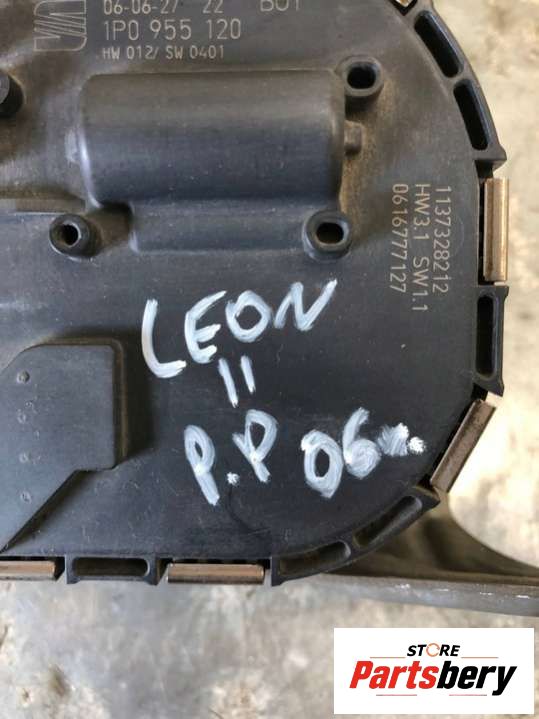 06-06-27 22 B01
1P0 955 120
HW 012/ SW 0401
1137328212
HW3.1 SW1.1
0616777127
LEON
II
P.P 06г.
STORE
Partsbery